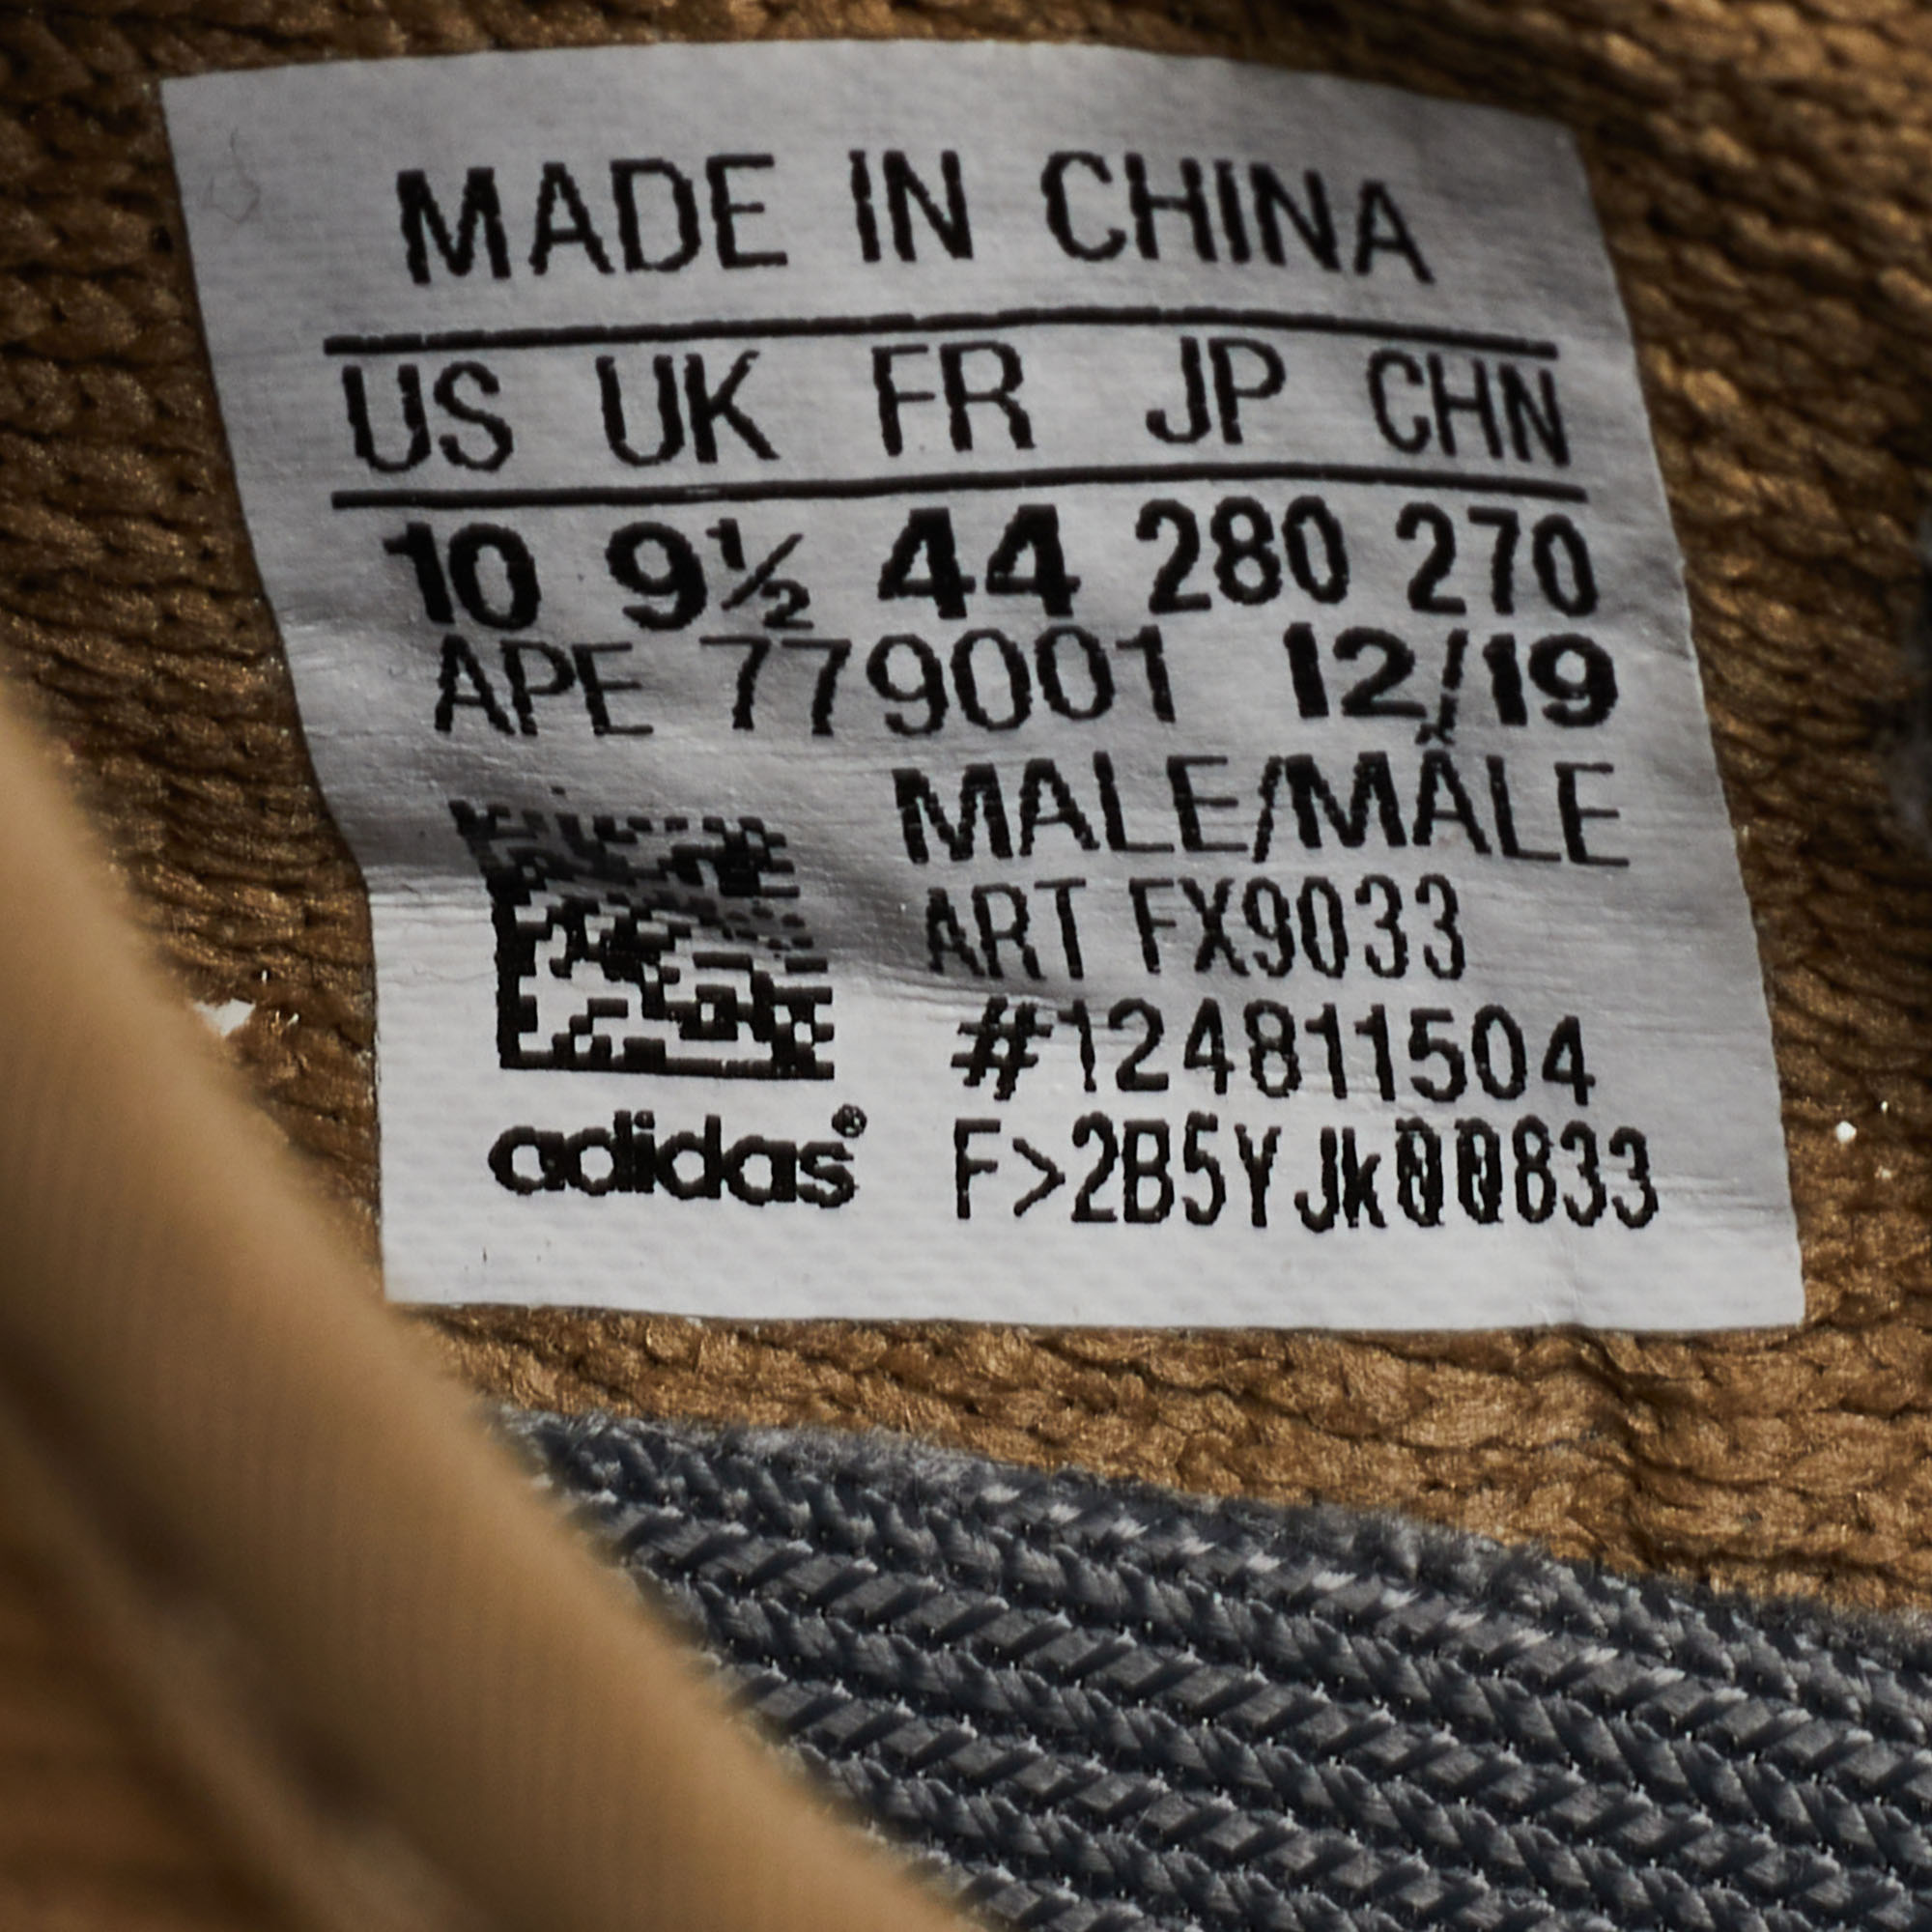 MADE IN CHINA
US UK FR JP CHN
10 9½ 44 280 270
APE 779001 12/19
MALE/MÂLE
ART FX9033
#124811504
adidas® F>2B5YJk00833